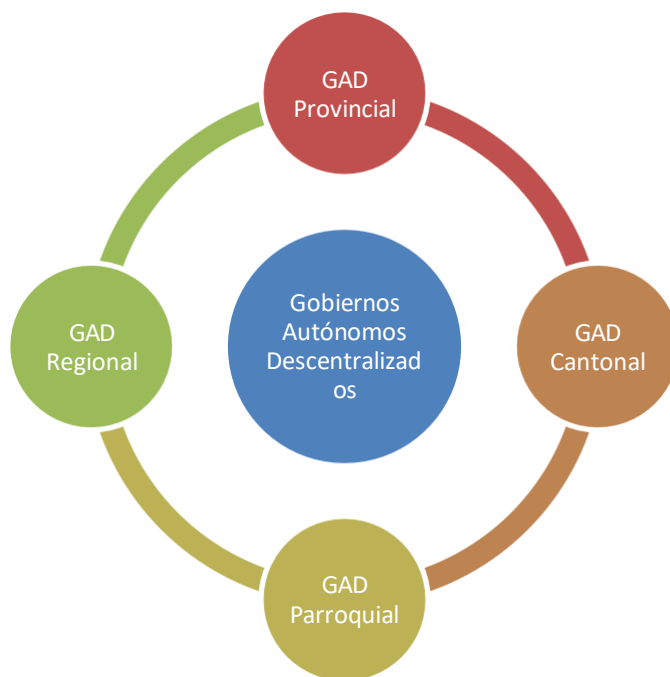 GAD
Provincial
Gobiernos
Autónomos
Descentralizad
os
GAD
Regional
GAD
Cantonal
GAD
Parroquial